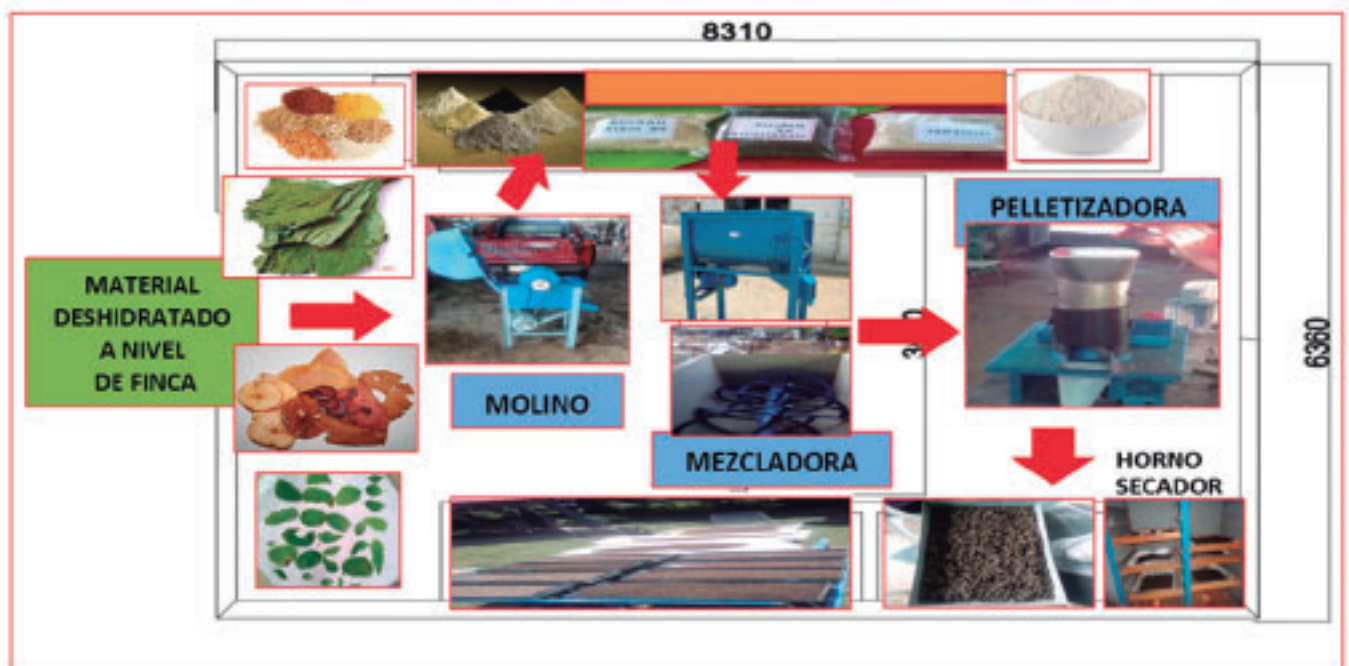 8310
PELLETIZADORA
MATERIAL
DESHIDRATADO
A NIVEL
DE FINCA
MOLINO
MEZCLADORA
6360
HORNO
SECADOR